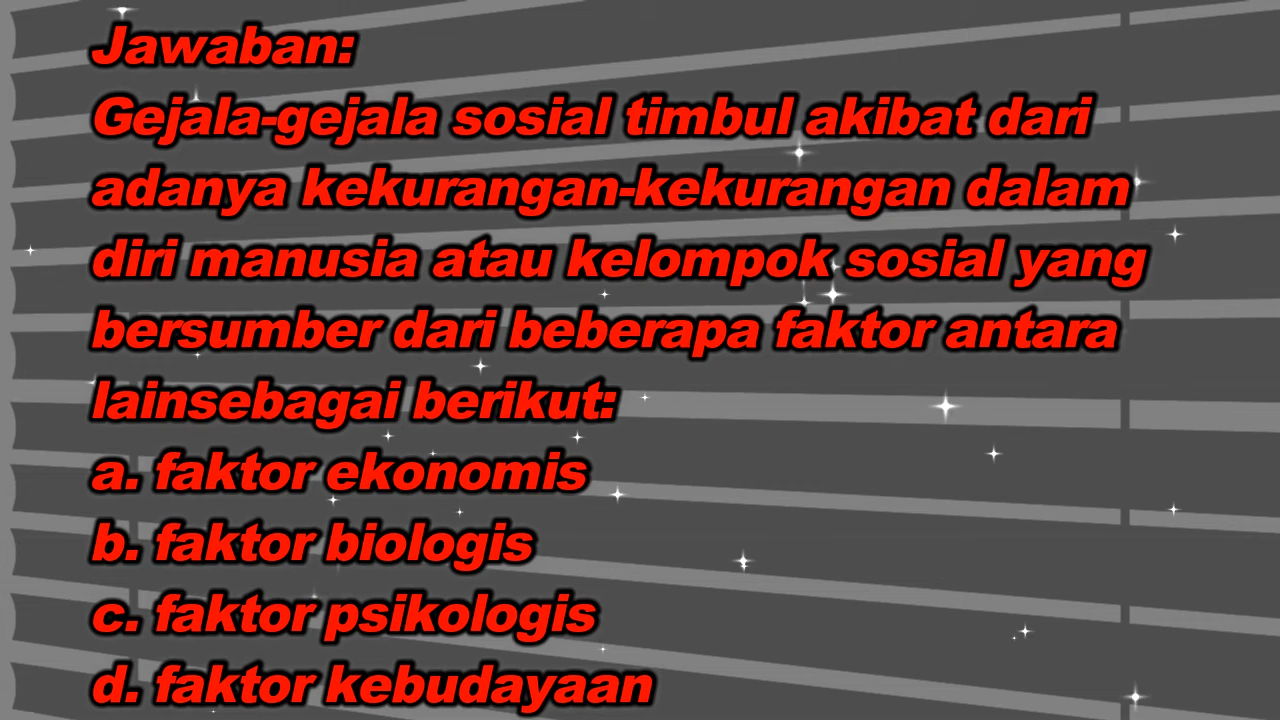 Jawaban:
Gejala-gejala sosial timbul akibat dari
adanya kekurangan-kekurangan dalam
diri manusia atau kelompok sosial yang
bersumber dari beberapa faktor antara
lainsebagai berikut:
a. faktor ekonomis
b. faktor biologis
c. faktor psikologis
d. faktor kebudayaan